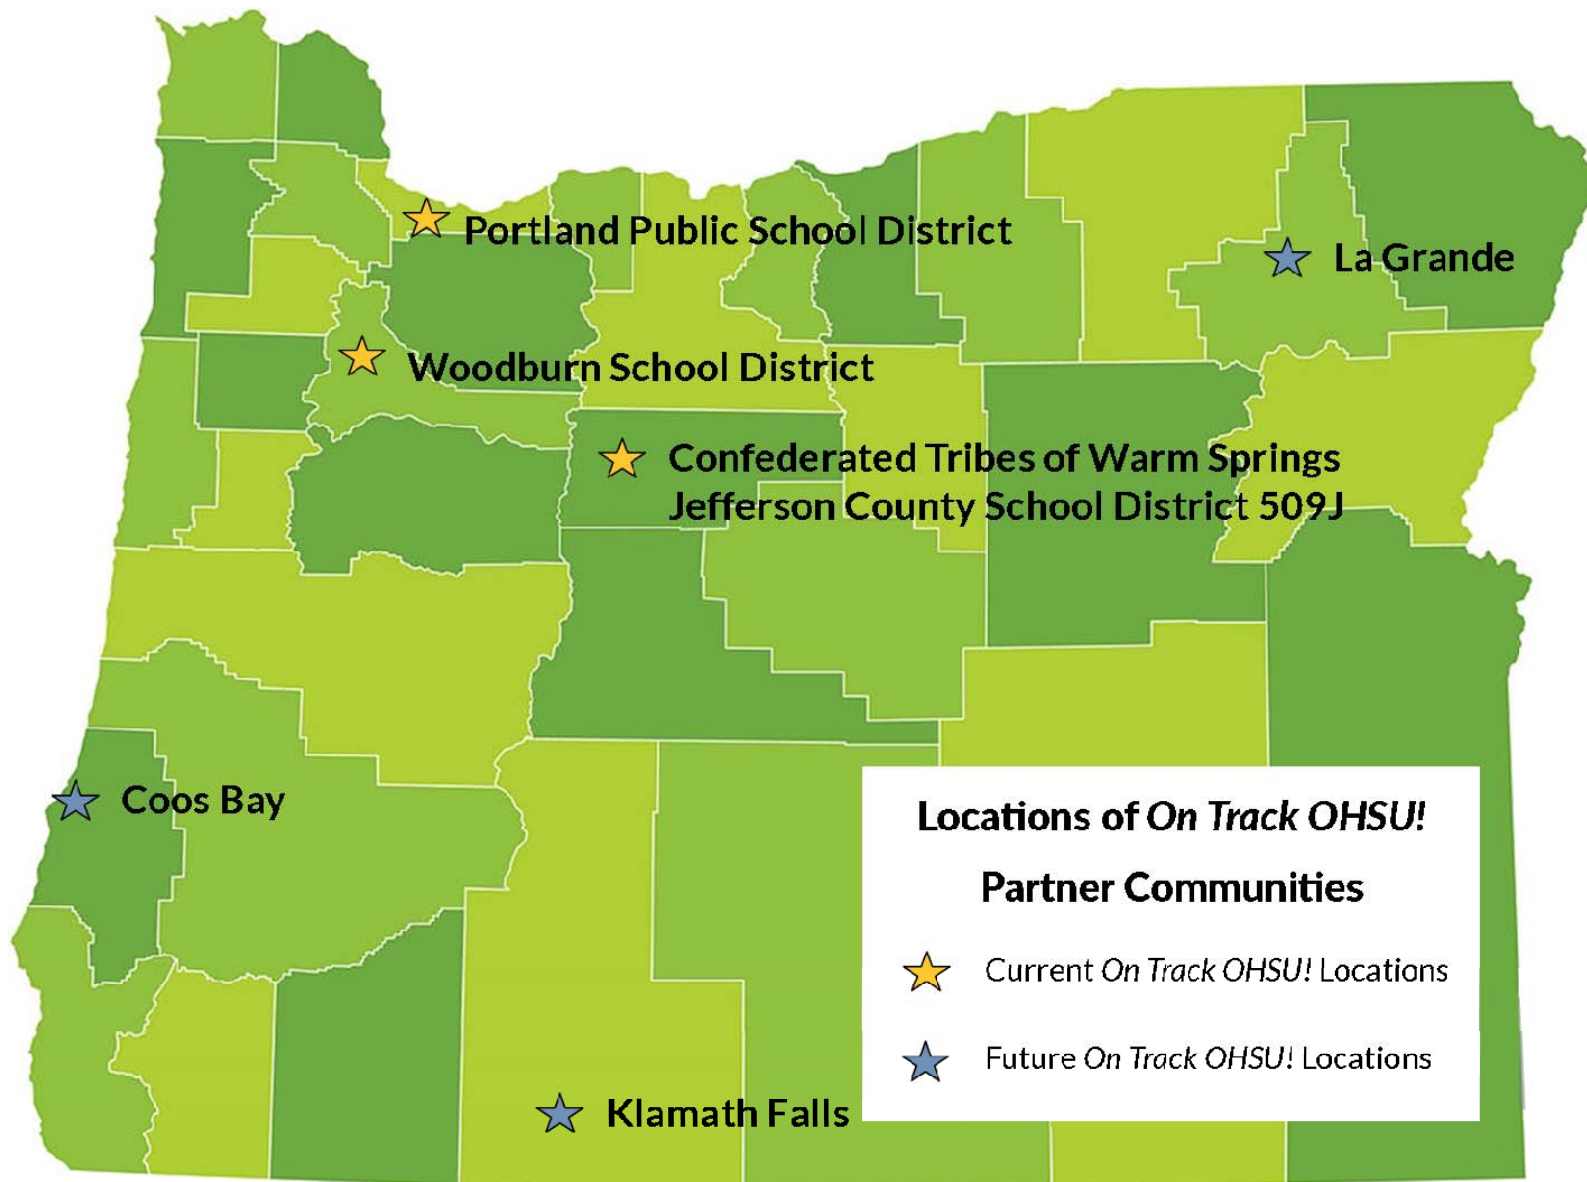 Portland Public School District
La Grande
Woodburn School District
Confederated Tribes of Warm Springs
Jefferson County School District 509J
Coos Bay
Klamath Falls
Locations of On Track OHSU!
Partner Communities
Current On Track OHSU! Locations
Future On Track OHSU! Locations